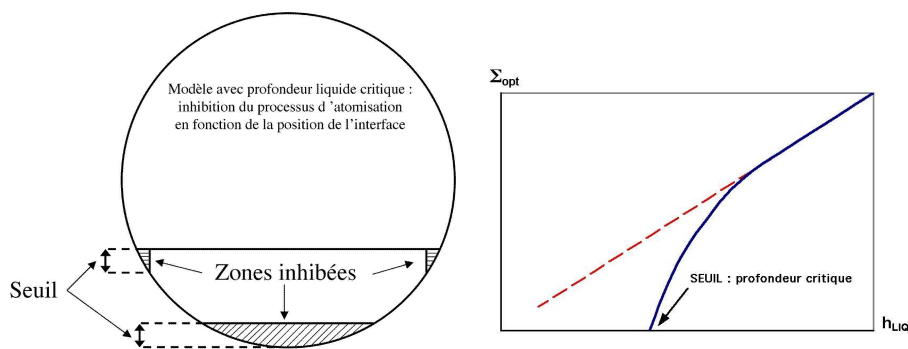 Modèle avec profondeur liquide critique :
inhibition du processus d 'atomisation
en fonction de la position de l'interface
Zones inhibées
Seuil
Σopt
SEUIL : profondeur critique
hLIQ